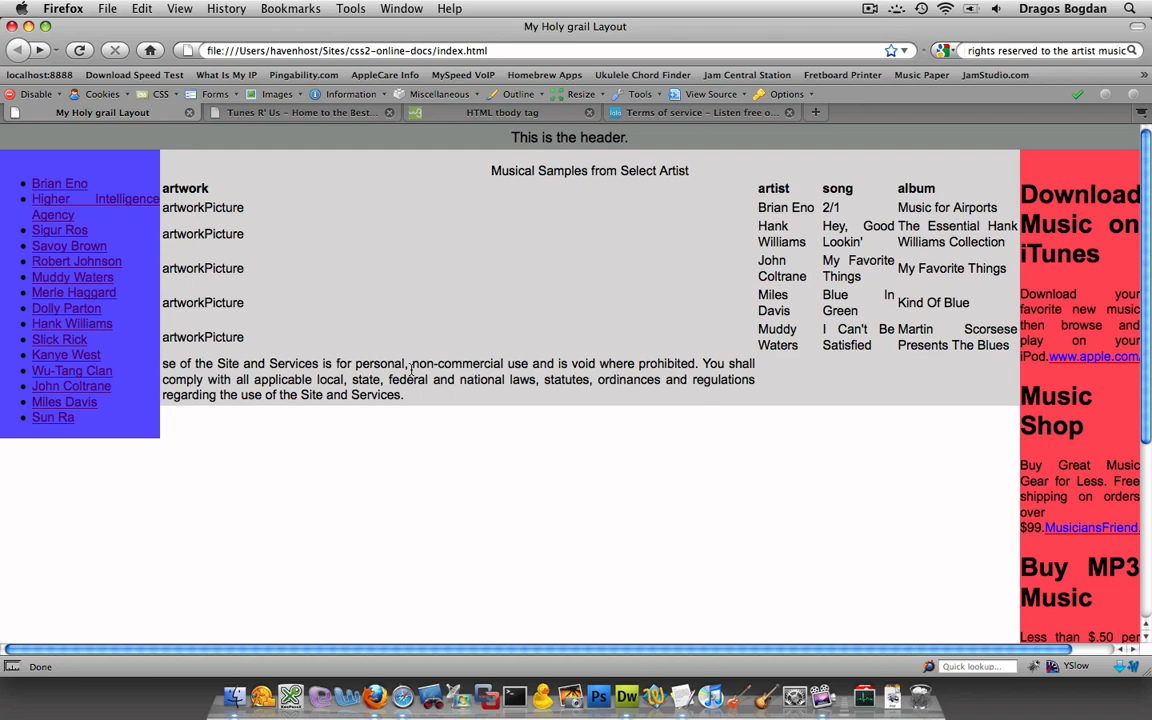 Firefox File Edit View History Bookmarks Tools Window Help Dragos Bogdan
My Holy grail Layout
file:///Users/havenhost/Sites/css2-online-docs/index.html rights reserved to the artist music
localhost:8888 Download Speed Test What Is My IP Pingability.com AppleCare Info MySpeed VoIP Homebrew Apps Ukulele Chord Finder Jam Central Station Fretboard Printer Music Paper JamStudio.com »
Disable Cookies CSS Forms Images Information Miscellaneous Outline Resize Tools View Source Options
My Holy grail Layout Tunes R' Us - Home to the Best... HTML tbody tag Terms of service - Listen free o...
This is the header.
Brian Eno
Higher Intelligence
Agency
Sigur Ros
Savoy Brown
Robert Johnson
Muddy Waters
Merle Haggard
Dolly Parton
Hank Williams
Slick Rick
Kanye West
Wu-Tang Clan
John Coltrane
Miles Davis
Sun Ra
Musical Samples from Select Artist
artwork artist song album
artworkPicture Brian Eno 2/1 Music for Airports
artworkPicture Hank Hey, Good The Essential Hank
Williams Lookin' Williams Collection
artworkPicture John My Favorite My Favorite Things
Coltrane Things
artworkPicture Miles Blue In Kind Of Blue
Davis Green
artworkPicture Muddy I Can't Be Martin Scorsese
Waters Satisfied Presents The Blues
se of the Site and Services is for personal, non-commercial use and is void where prohibited. You shall
comply with all applicable local, state, federal and national laws, statutes, ordinances and regulations
regarding the use of the Site and Services.
Download
Music on
iTunes
Download your
favorite new music
then browse and
play on your
iPod.www.apple.com
Music
Shop
Buy Great Music
Gear for Less. Free
shipping on orders
over
$99.MusiciansFriend.
Buy MP3
Music
Less than $.50 per
Done Quick lookup... YSlow
Ps Dw